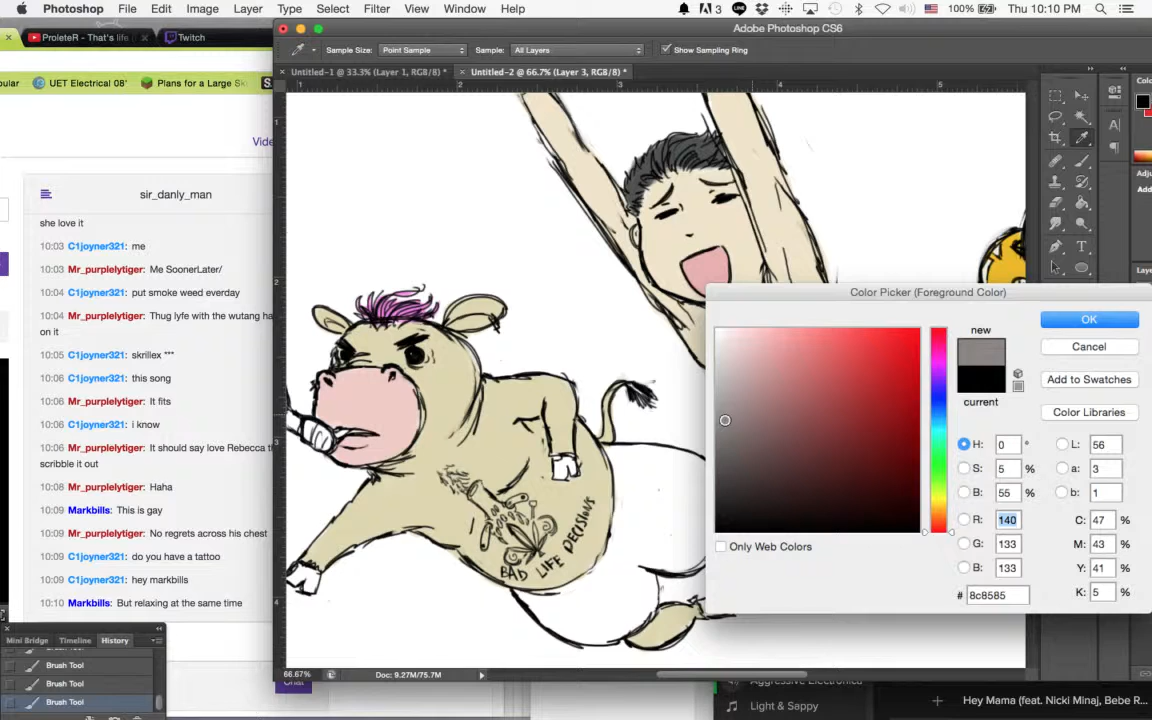 Photoshop File Edit Image Layer Type Select Filter View Window Help
3 100% Thu 10:10 PM
ProleteR - That's life
Twitch
Adobe Photoshop CS6
Sample Size: Point Sample Sample: All Layers Show Sampling Ring
Untitled-1 @ 33.3% (Layer 1, RGB/8) *
Untitled-2 @ 66.7% (Layer 3, RGB/8) *
UET Electrical 08'
Plans for a Large
1 2 3 4 5
sir_danly_man
she love it
10:03 C1joyner321: me
10:03 Mr_purplelytiger: Me SoonerLater/
10:04 C1joyner321: put smoke weed everday
10:04 Mr_purplelytiger: Thug lyfe with the wutang
on it
10:05 C1joyner321: skrillex ***
10:06 C1joyner321: this song
10:06 Mr_purplelytiger: It fits
10:06 C1joyner321: i know
10:06 Mr_purplelytiger: It should say love Rebecca
scribble it out
10:08 Mr_purplelytiger: Haha
10:09 Markbills: This is gay
10:09 Mr_purplelytiger: No regrets across his chest
10:09 C1joyner321: do you have a tattoo
10:09 C1joyner321: hey markbills
10:10 Markbills: But relaxing at the same time
Mini Bridge Timeline History
Brush Tool
Brush Tool
Brush Tool
BAD LIFE DECISIONS
66.67% Doc: 9.27M/75.7M
Color Picker (Foreground Color)
new
current
OK
Cancel
Add to Swatches
Color Libraries
H: 0 °
S: 5 %
B: 55 %
R: 140
G: 133
B: 133
# 8c8585
L: 56
a: 3
b: 1
C: 47 %
M: 43 %
Y: 41 %
K: 5 %
Only Web Colors
Light & Sappy
Hey Mama (feat. Nicki Minaj, Bebe R...